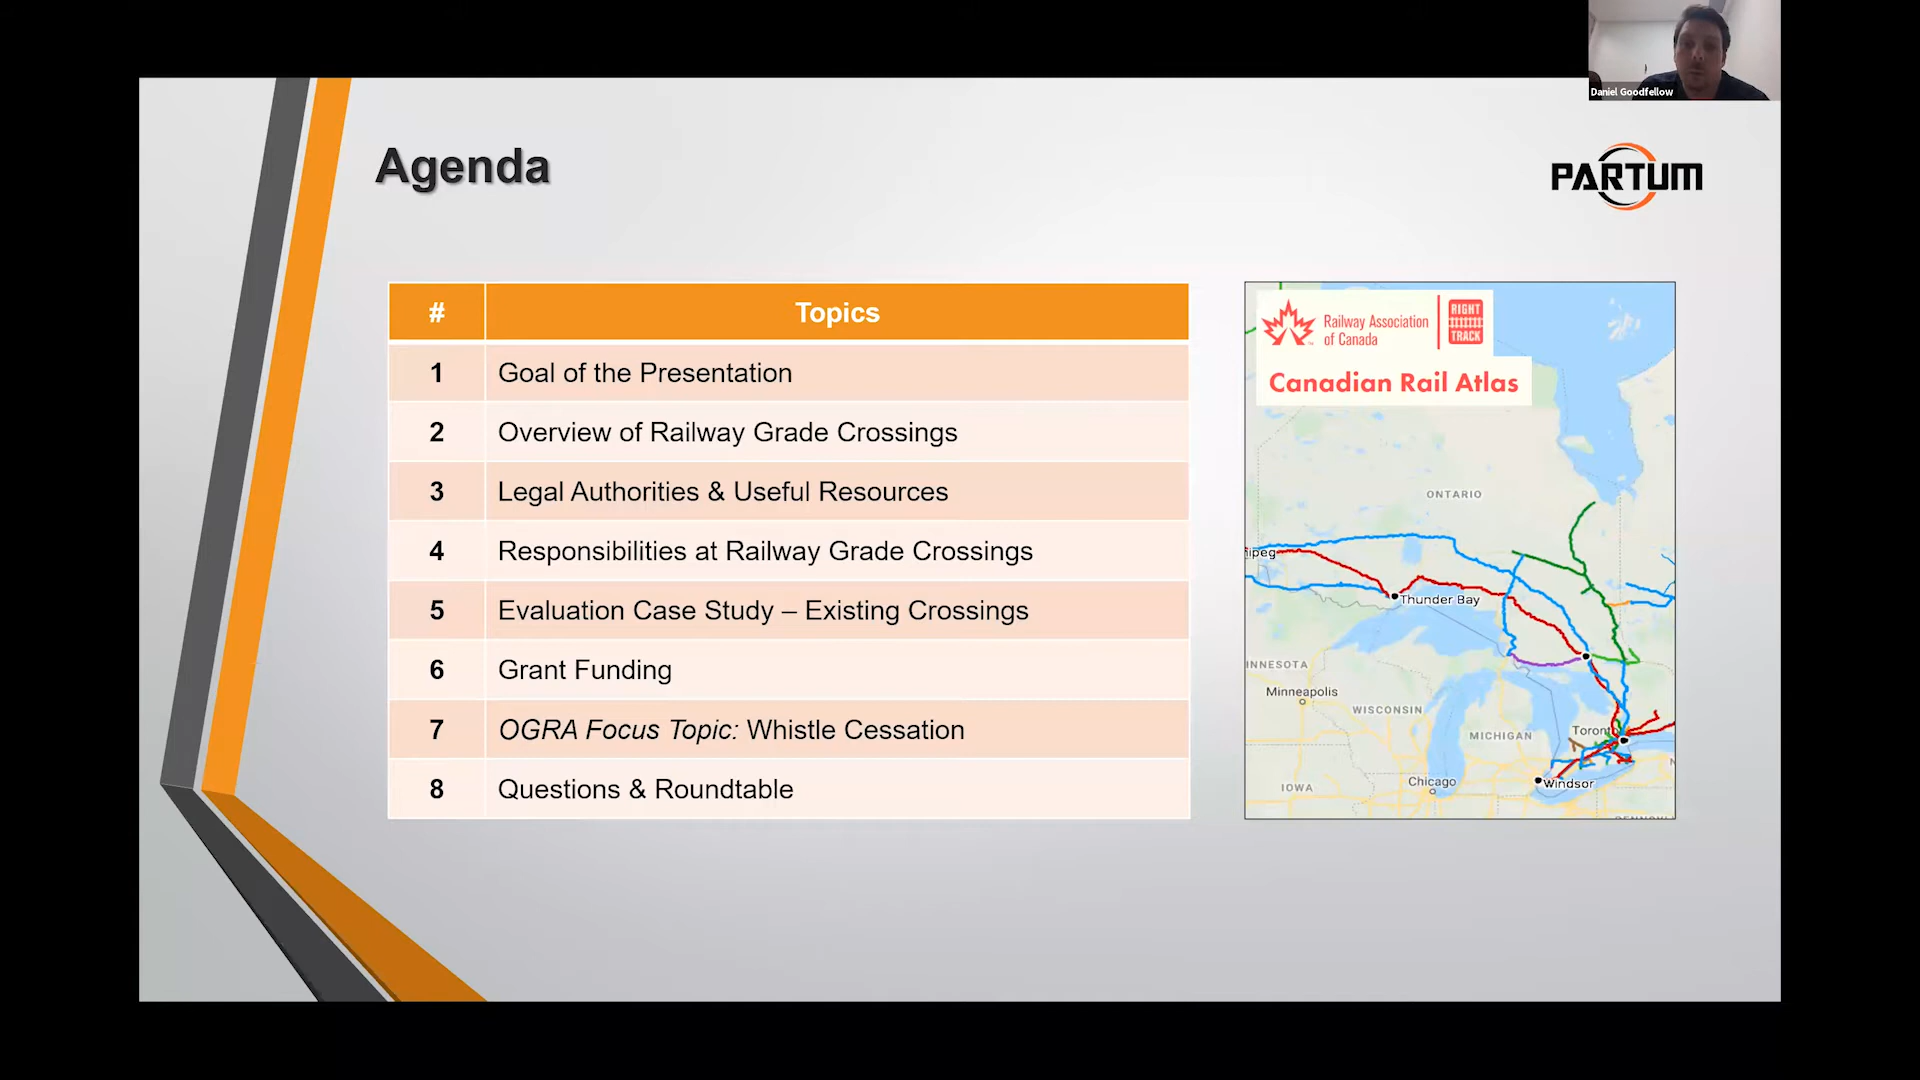 Daniel Goodfellow
Agenda
PARTUM
# Topics
1 Goal of the Presentation
2 Overview of Railway Grade Crossings
3 Legal Authorities & Useful Resources
4 Responsibilities at Railway Grade Crossings
5 Evaluation Case Study – Existing Crossings
6 Grant Funding
7 OGRA Focus Topic: Whistle Cessation
8 Questions & Roundtable
Railway Association
of Canada
RIGHT
TRACK
Canadian Rail Atlas
ONTARIO
ipeg
Thunder Bay
INNESOTA
Minneapolis
WISCONSIN
MICHIGAN
Toronto
Chicago
Windsor
IOWA